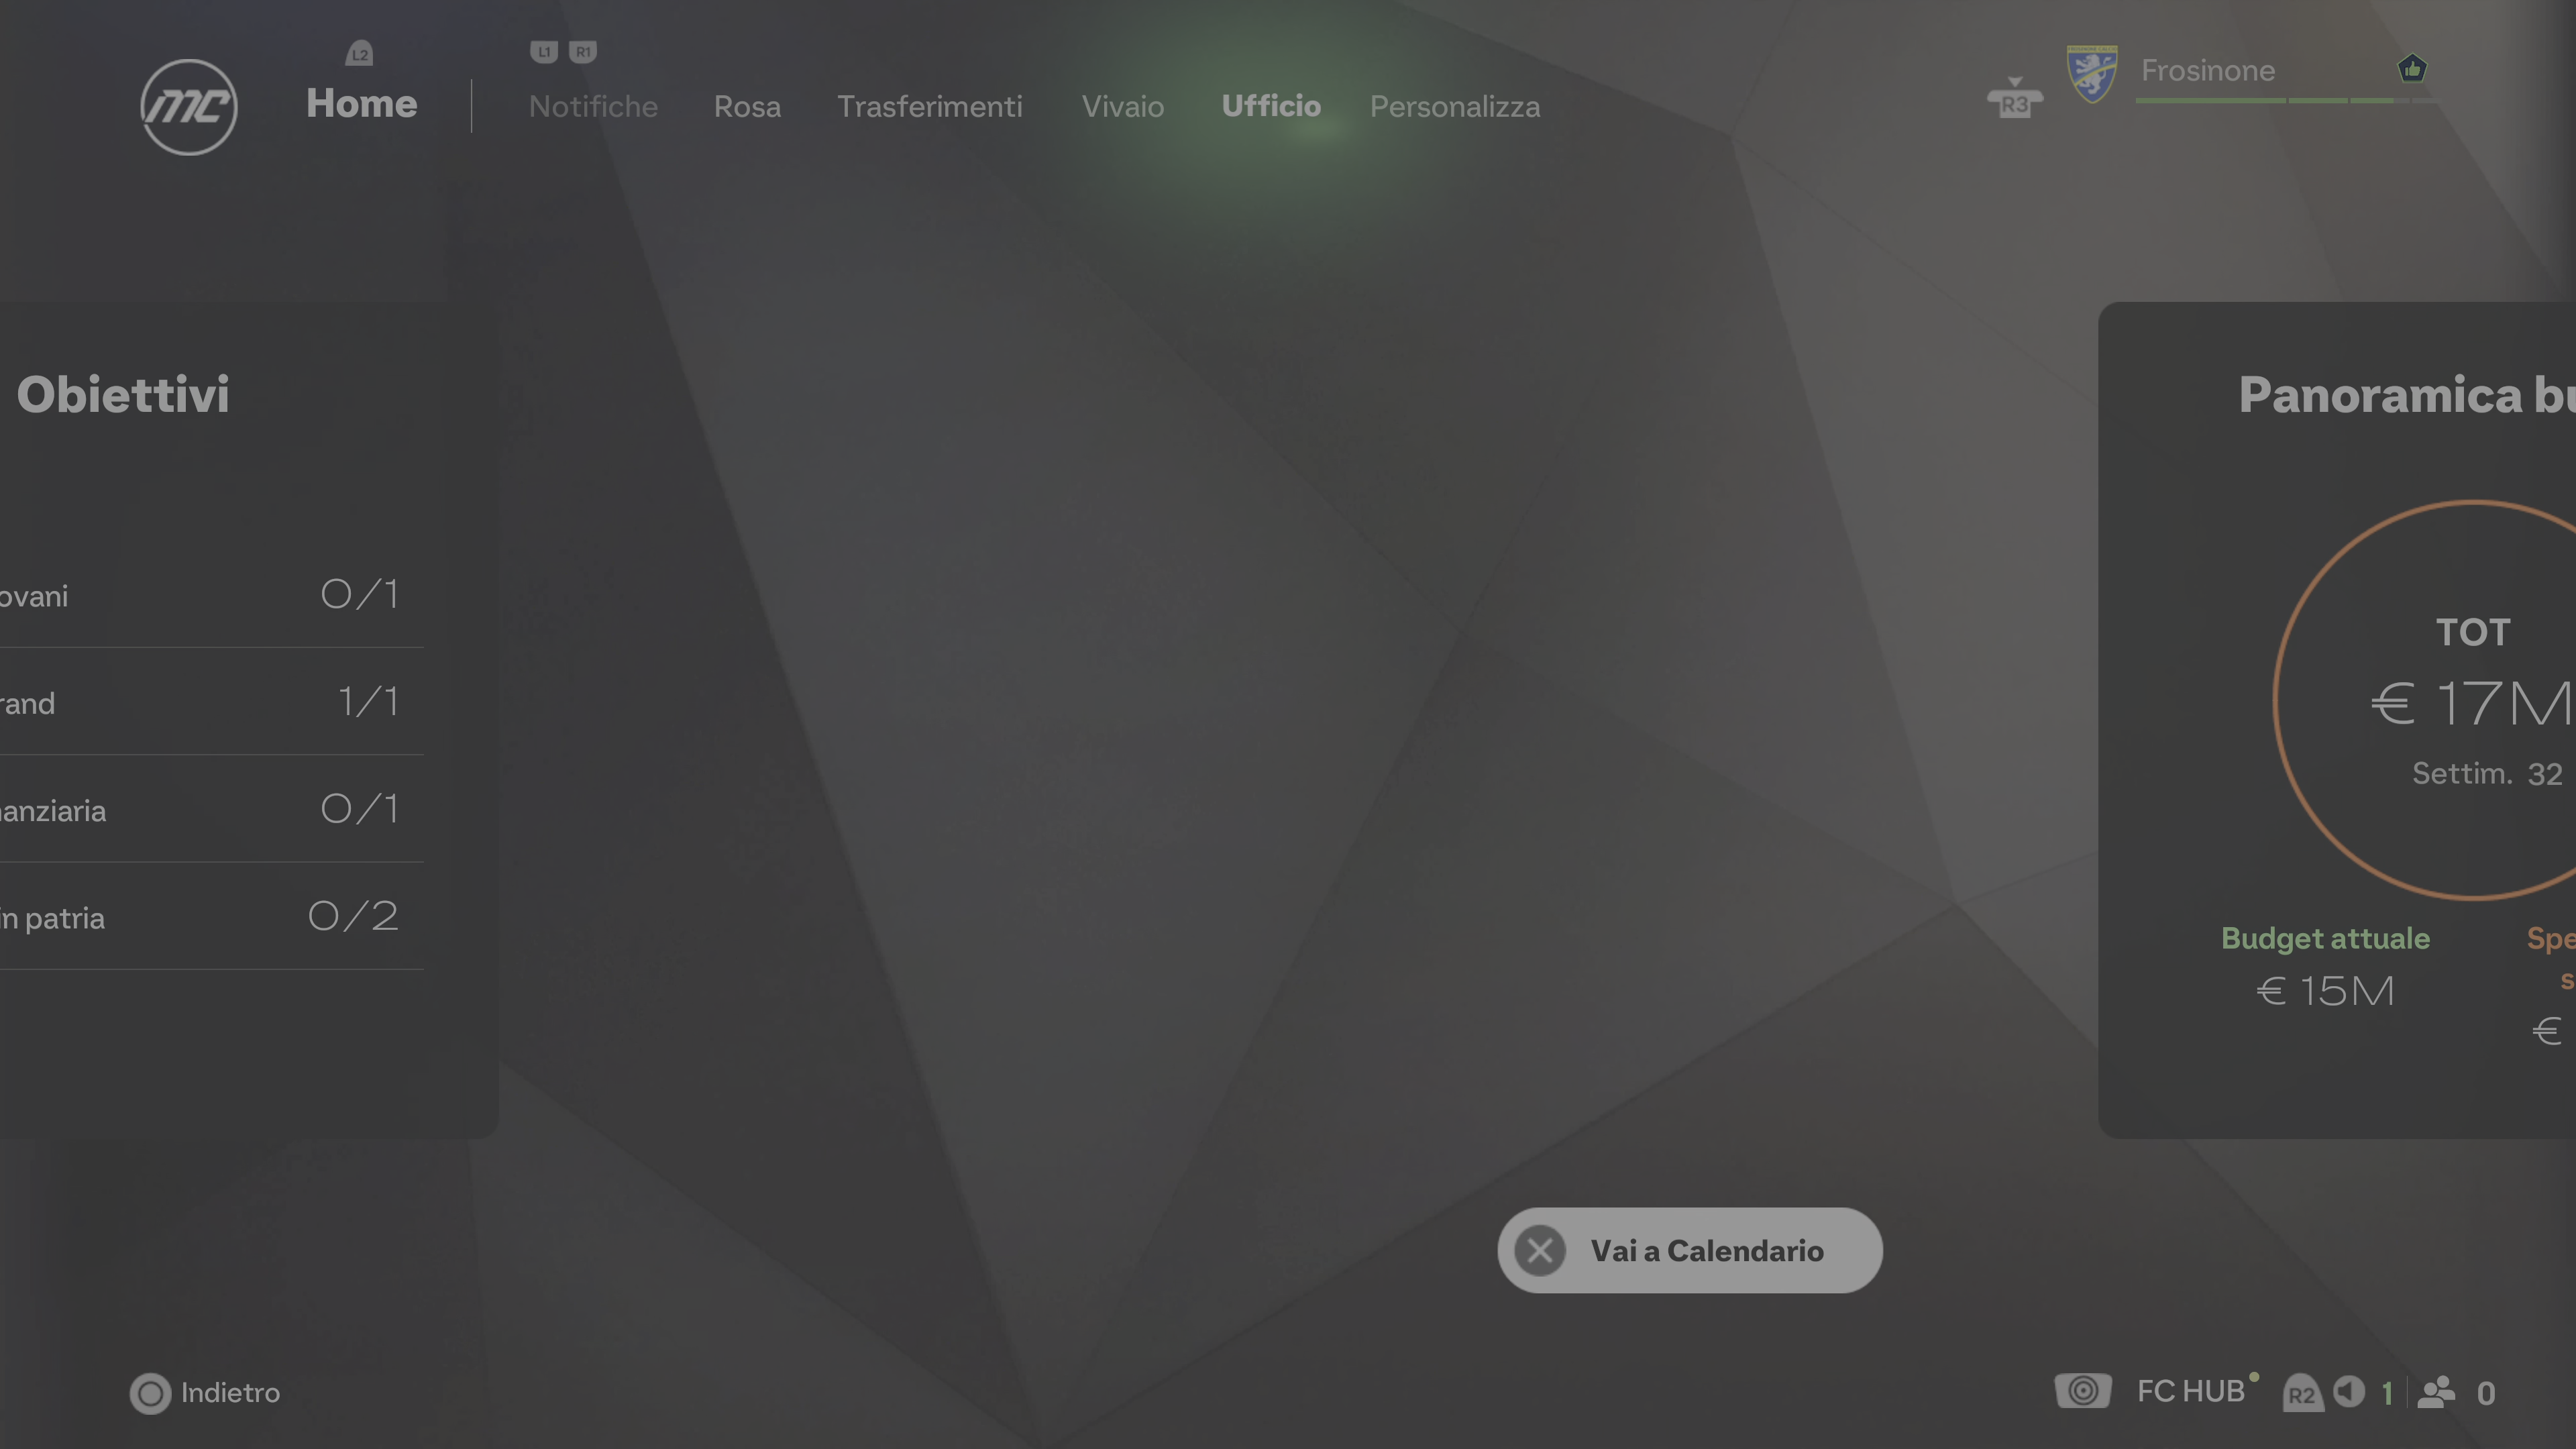 L2
L1 R1
MC
Home
Notifiche
Rosa
Trasferimenti
Vivaio
Ufficio
Personalizza
R3
Frosinone
Obiettivi
ovani 0/1
rand 1/1
anziaria 0/1
in patria 0/2
Panoramica bu
TOT
€ 17M
Settim. 32
Budget attuale
€ 15M
Spe
s
€
Vai a Calendario
Indietro
FC HUB
R2
1
0